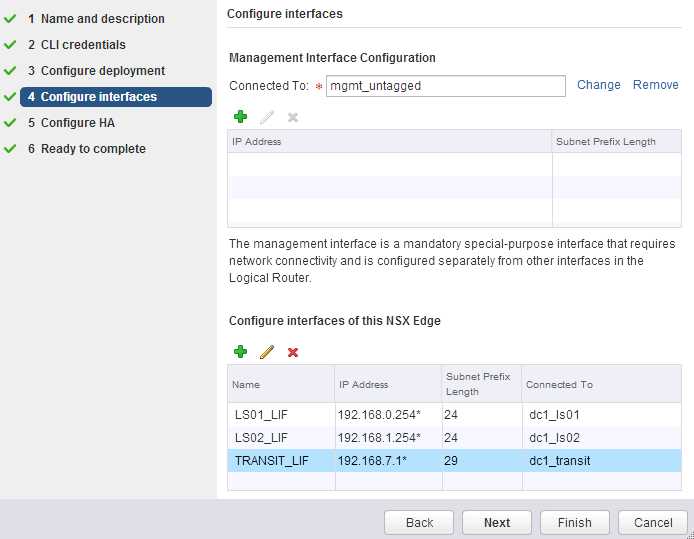 1 Name and description
2 CLI credentials
3 Configure deployment
4 Configure interfaces
5 Configure HA
6 Ready to complete
Configure interfaces
Management Interface Configuration
Connected To: * mgmt_untagged Change Remove
IP Address Subnet Prefix Length
The management interface is a mandatory special-purpose interface that requires
network connectivity and is configured separately from other interfaces in the
Logical Router.
Configure interfaces of this NSX Edge
Name IP Address Subnet Prefix Length Connected To
LS01_LIF 192.168.0.254* 24 dc1_ls01
LS02_LIF 192.168.1.254* 24 dc1_ls02
TRANSIT_LIF 192.168.7.1* 29 dc1_transit
Back Next Finish Cancel